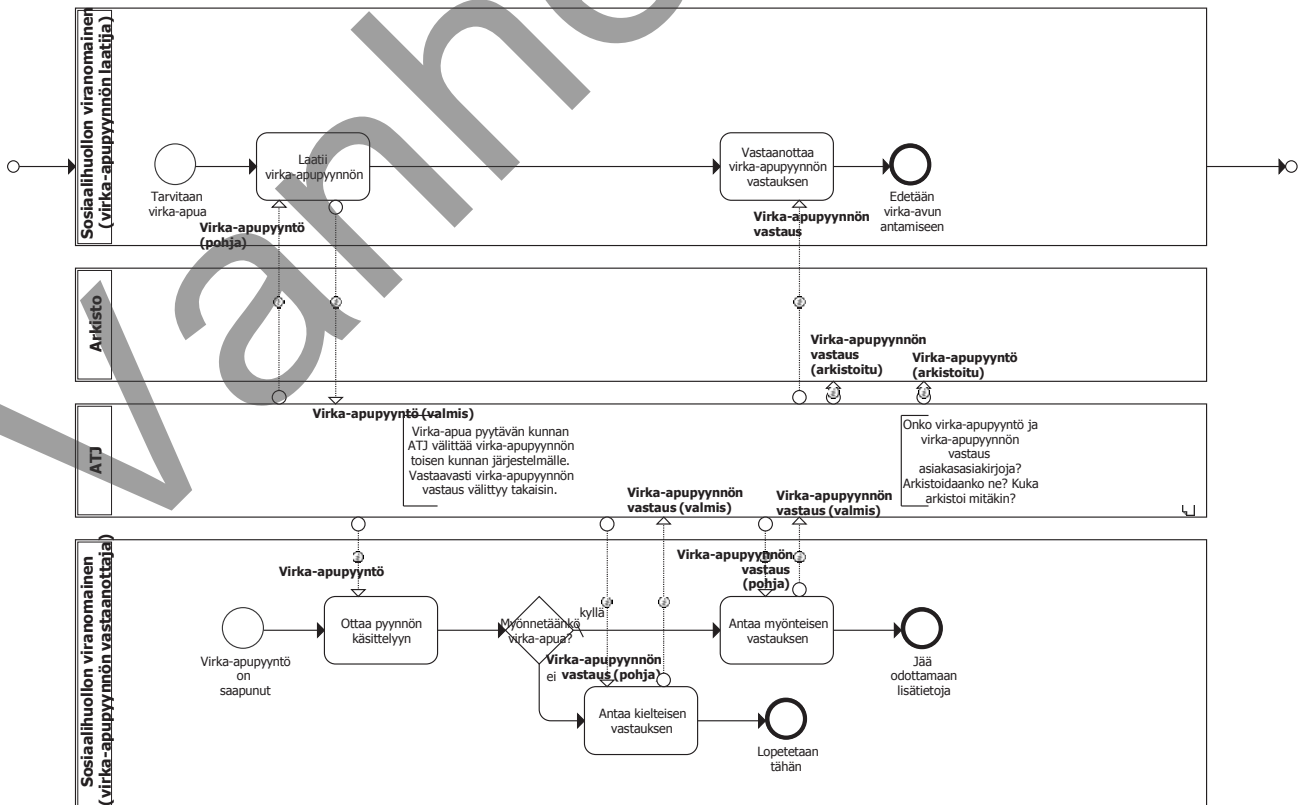 Sosiaalihuollon viranomainen
(virka-apupyynnön laatija)
Tarvitaan
virka-apua
Laatii
virka-apupyynnön
Vastaanottaa
virka-apupyynnön
vastauksen
Edetään
virka-avun
antamiseen
Virka-apupyyntö
(pohja)
Virka-apupyynnön
vastaus
Arkisto
Virka-apupyynnön
vastaus
(arkistoitu)
Virka-apupyyntö
(arkistoitu)
ATJ
Virka-apupyyntö (valmis)
Virka-apua pyytävän kunnan
ATJ välittää virka-apupyynnön
toisen kunnan järjestelmälle.
Vastaavasti virka-apupyynnön
vastaus välittyy takaisin.
Onko virka-apupyyntö ja
virka-apupyynnön
vastaus
asiakasasiakirjoja?
Arkistoidaanko ne? Kuka
arkistoi mitäkin?
Virka-apupyynnön
vastaus (valmis)
Virka-apupyynnön
vastaus (valmis)
Sosiaalihuollon viranomainen
(virka-apupyynnön vastaanottaja)
Virka-apupyyntö
Virka-apupyynnön
vastaus
(pohja)
Virka-apupyyntö
on
saapunut
Ottaa pyynnön
käsittelyyn
Myönnetäänkö
virka-apua?
kyllä
Antaa myönteisen
vastauksen
Jää
odottamaan
lisätietoja
Virka-apupyynnön
vastaus (pohja)
ei
Antaa kielteisen
vastauksen
Lopetetaan
tähän